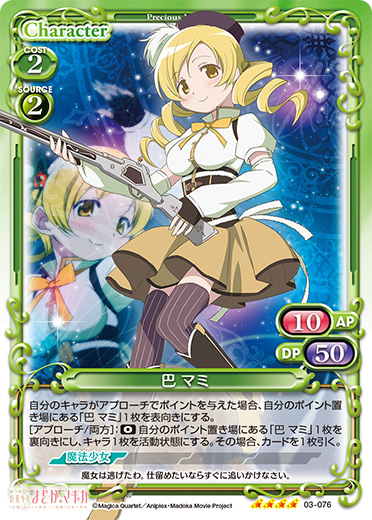 Precious
Character
COST
2
SOURCE
2
10 AP
DP 50
巴 マミ
自分のキャラがアプローチでポイントを与えた場合、自分のポイント置
き場にある「巴 マミ」1枚を表向きにする。
[アプローチ/両方]: 自分のポイント置き場にある「巴 マミ」1枚を
裏向きにし、キャラ1枚を活動状態にする。その場合、カードを1枚引く。
魔法少女
魔女は逃げたわ。仕留めたいならすぐに追いかけなさい。
まどか☆マギカ
©Magica Quartet／Aniplex・Madoka Movie Project
03-076